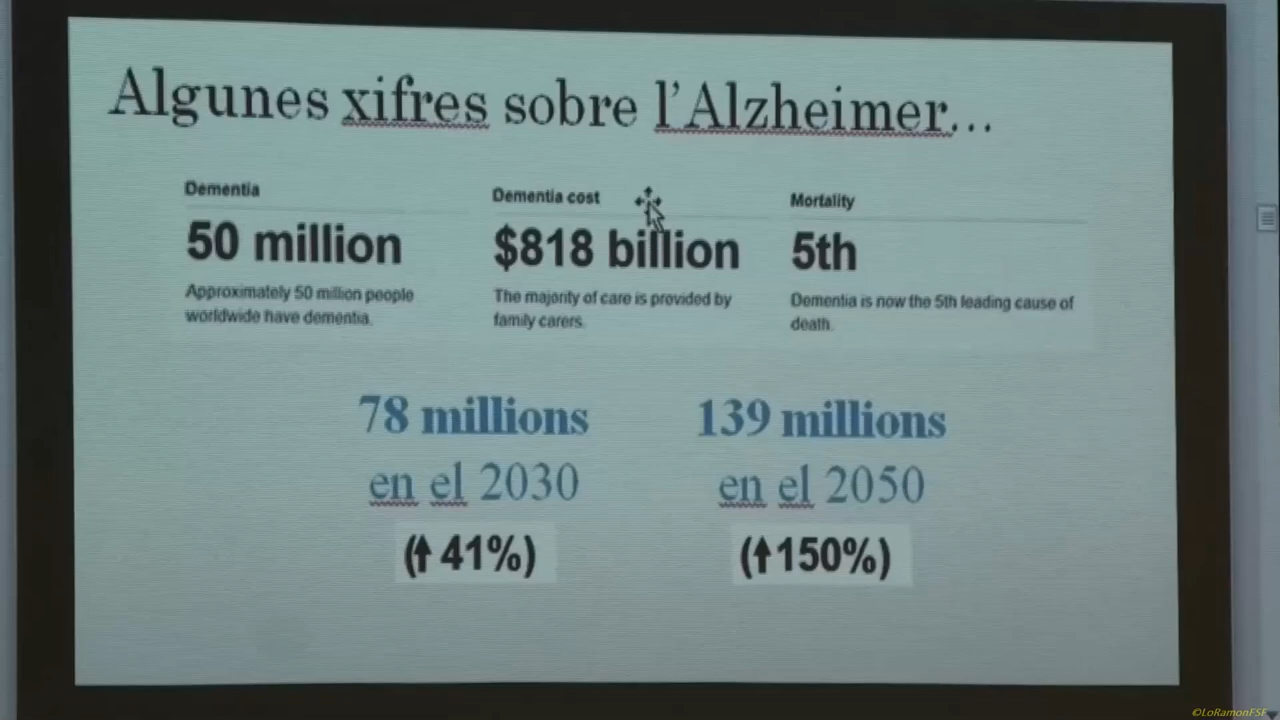 Algunes xifres sobre l'Alzheimer...
Dementia
50 million
Approximately 50 million people
worldwide have dementia.
Dementia cost
$818 billion
The majority of care is provided by
family carers.
Mortality
5th
Dementia is now the 5th leading cause of
death.
78 millions
en el 2030
(⬆ 41%)
139 millions
en el 2050
(⬆150%)
©LoRamonFSF